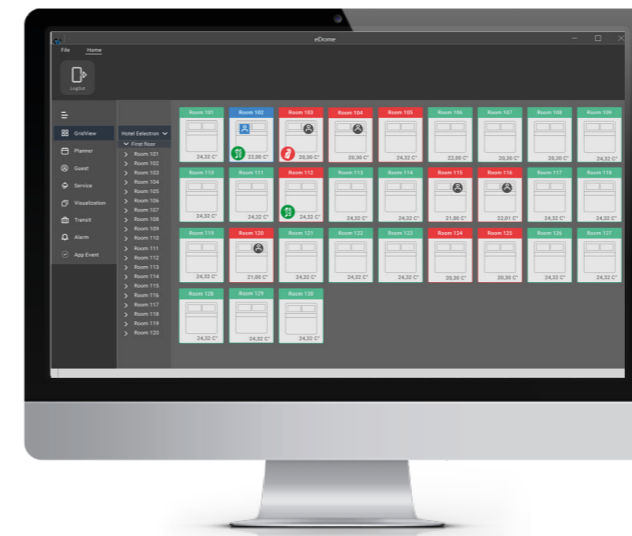 eDome
File Home
LogOut
GridView
Planner
Guest
Service
Visualization
Transit
Alarm
App Event
Hotel Selection
First floor
Room 101
Room 102
Room 103
Room 104
Room 105
Room 106
Room 107
Room 108
Room 109
Room 110
Room 111
Room 112
Room 113
Room 114
Room 115
Room 116
Room 117
Room 118
Room 119
Room 120
Room 101 Room 102 Room 103 Room 104 Room 105 Room 106 Room 107 Room 108 Room 109
24,32 C° 22,00 C° 20,30 C° 20,30 C° 24,32 C° 22,00 C° 20,30 C° 20,30 C° 24,32 C°
Room 110 Room 111 Room 112 Room 113 Room 114 Room 115 Room 116 Room 117 Room 118
24,32 C° 24,32 C° 24,32 C° 24,32 C° 24,32 C° 21,80 C° 22,01 C° 24,32 C° 24,32 C°
Room 119 Room 120 Room 121 Room 122 Room 123 Room 124 Room 125 Room 126 Room 127
24,32 C° 21,00 C° 24,32 C° 24,32 C° 24,32 C° 20,30 C° 20,30 C° 24,32 C° 24,32 C°
Room 128 Room 129 Room 130
24,32 C° 24,32 C° 24,32 C°